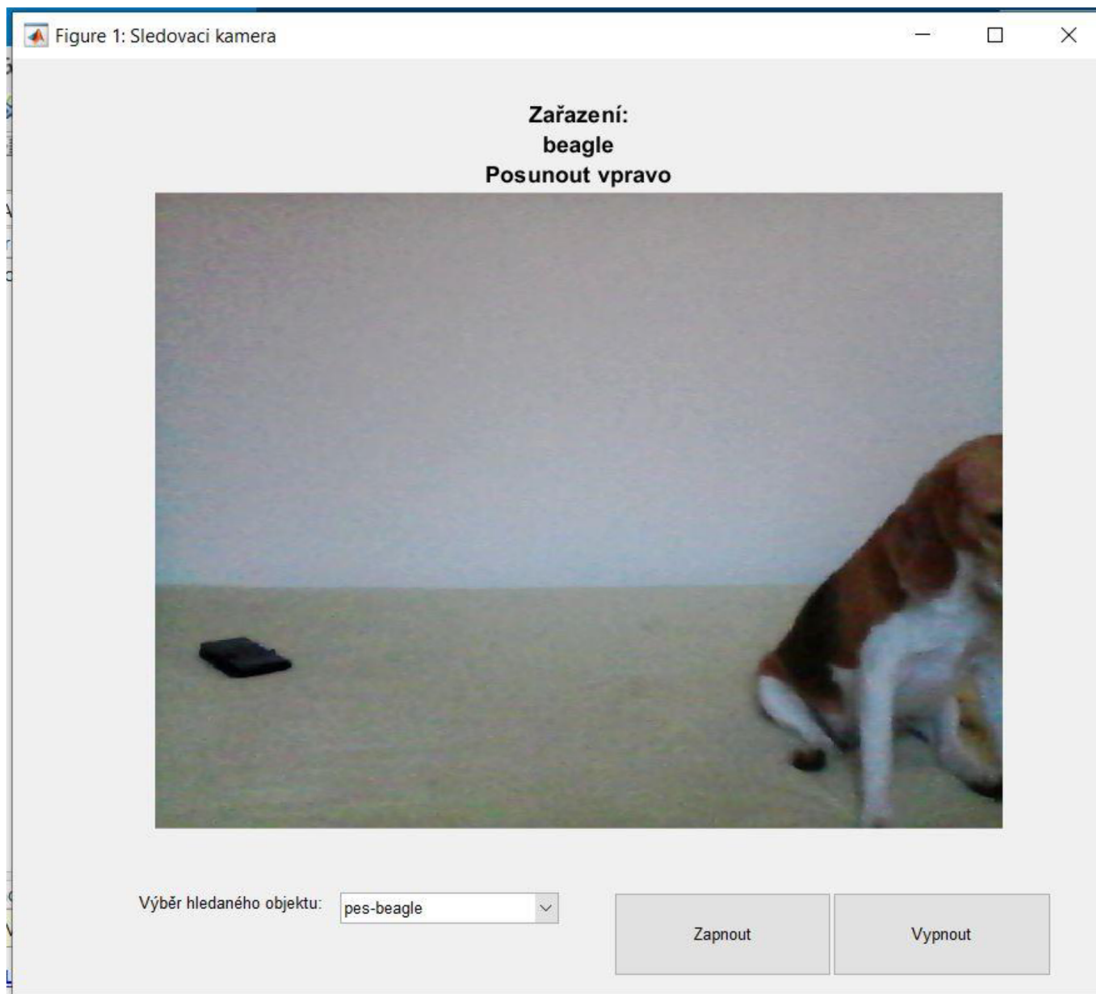 Figure 1: Sledovaci kamera
Zařazení:
beagle
Posunout vpravo
Výběr hledaného objektu:
pes-beagle
Zapnout
Vypnout